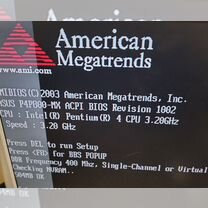 American
Megatrends
www.ami.com
AMIBIOS(C)2003 American Megatrends, Inc.
ASUS P4P800-MX ACPI BIOS Revision 1002
CPU : Intel(R) Pentium(R) 4 CPU 3.20GHz
Speed : 3.20 GHz
Press DEL to run Setup
Press <F8> for BBS POPUP
DDR Frequency 400 Mhz, Single-Channel or Virtual
Checking NVRAM..
504MB OK